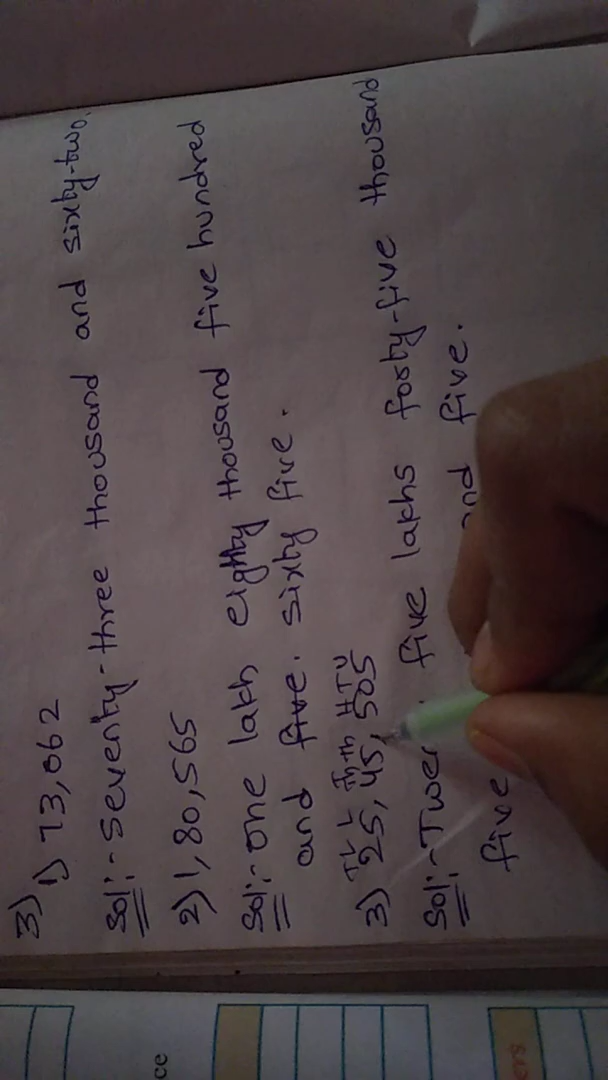 3)
1) 73,062
Sol:- Seventy-three thousand and sixty-two.
2) 1,80,565
Sol:- One lakh eighty thousand five hundred
and five. sixty five.
TL L Tth th H T U
3) 25,45,505
Sol:- five lakhs forty-five thousand
five and five.